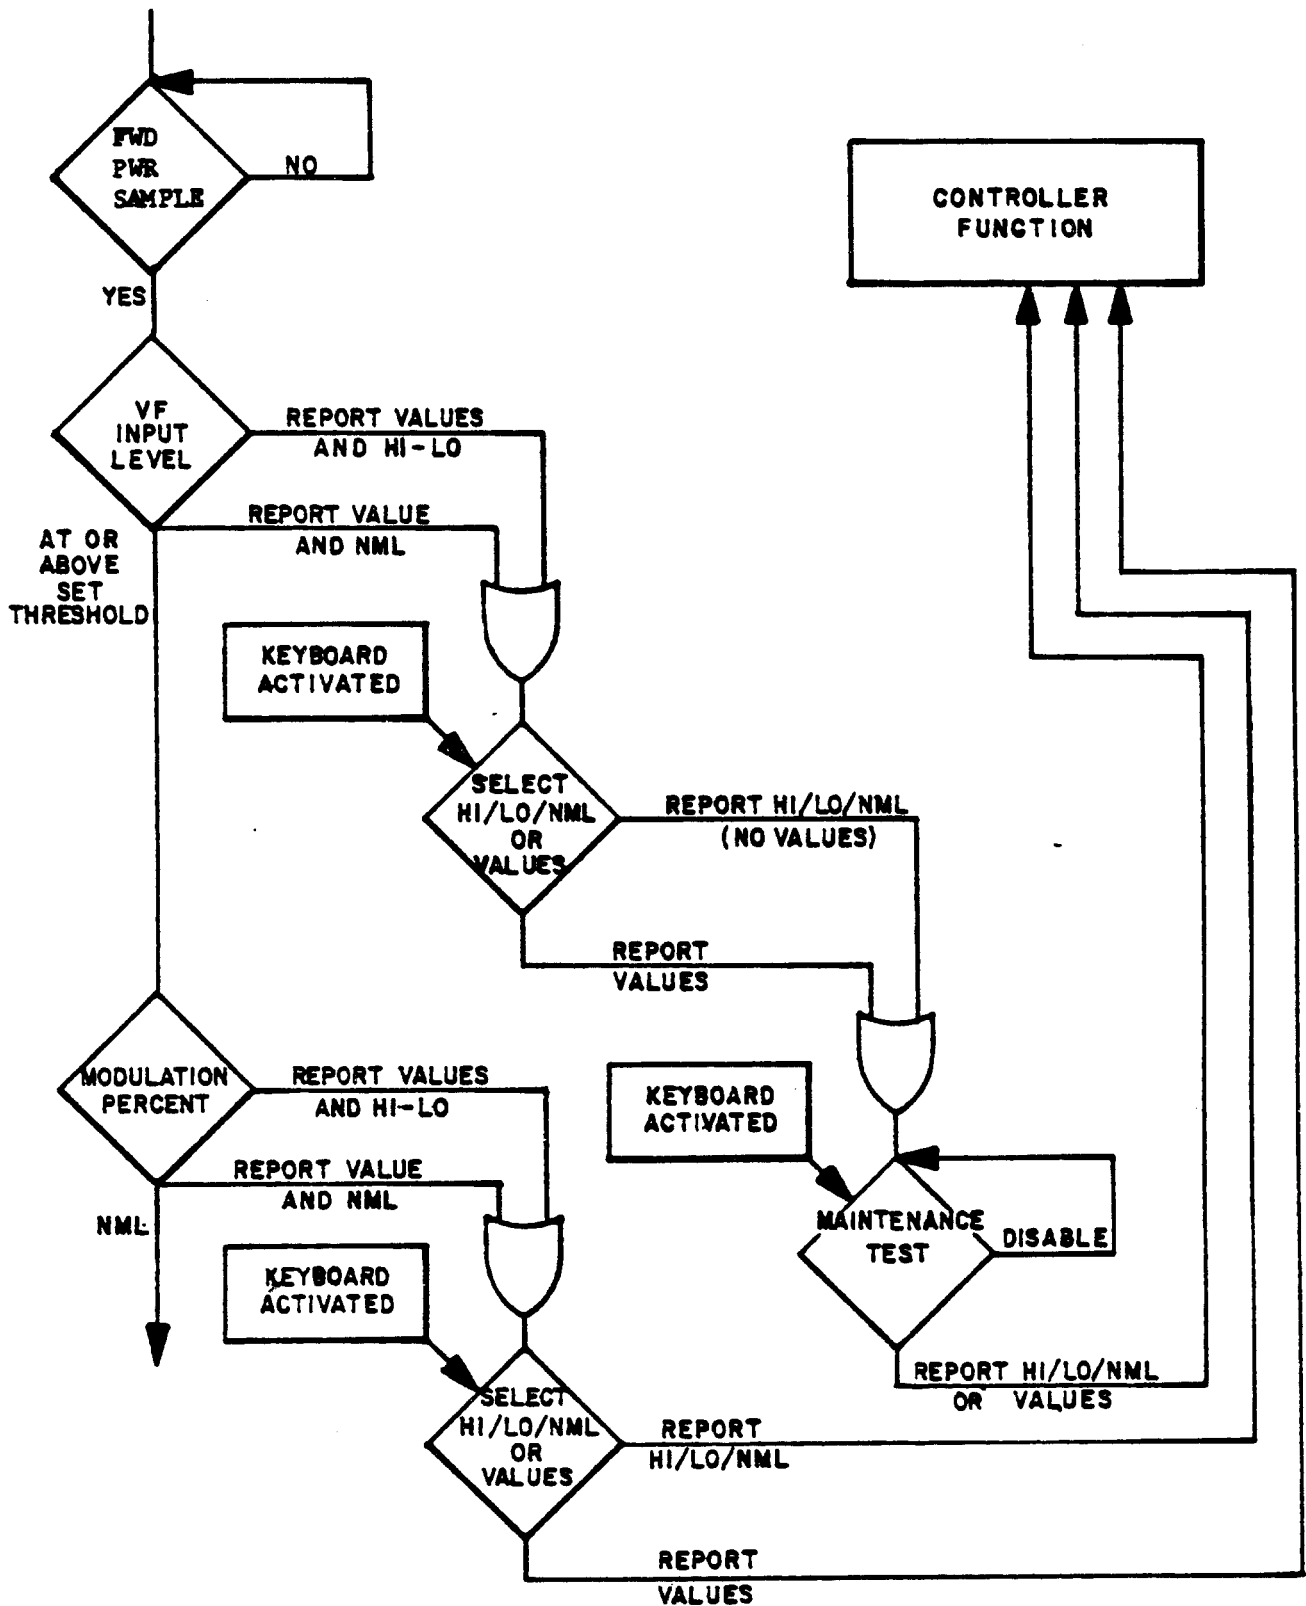 FWD
PWR
SAMPLE
NO
YES
CONTROLLER
FUNCTION
VF
INPUT
LEVEL
REPORT VALUES
AND HI-LO
REPORT VALUE
AND NML
AT OR
ABOVE
SET
THRESHOLD
KEYBOARD
ACTIVATED
SELECT
HI/LO/NML
OR
VALUES
REPORT HI/LO/NML
(NO VALUES)
REPORT
VALUES
MODULATION
PERCENT
REPORT VALUES
AND HI-LO
REPORT VALUE
AND NML
NML
KEYBOARD
ACTIVATED
MAINTENANCE
TEST
DISABLE
REPORT HI/LO/NML
OR VALUES
KEYBOARD
ACTIVATED
SELECT
HI/LO/NML
OR
VALUES
REPORT
HI/LO/NML
REPORT
VALUES